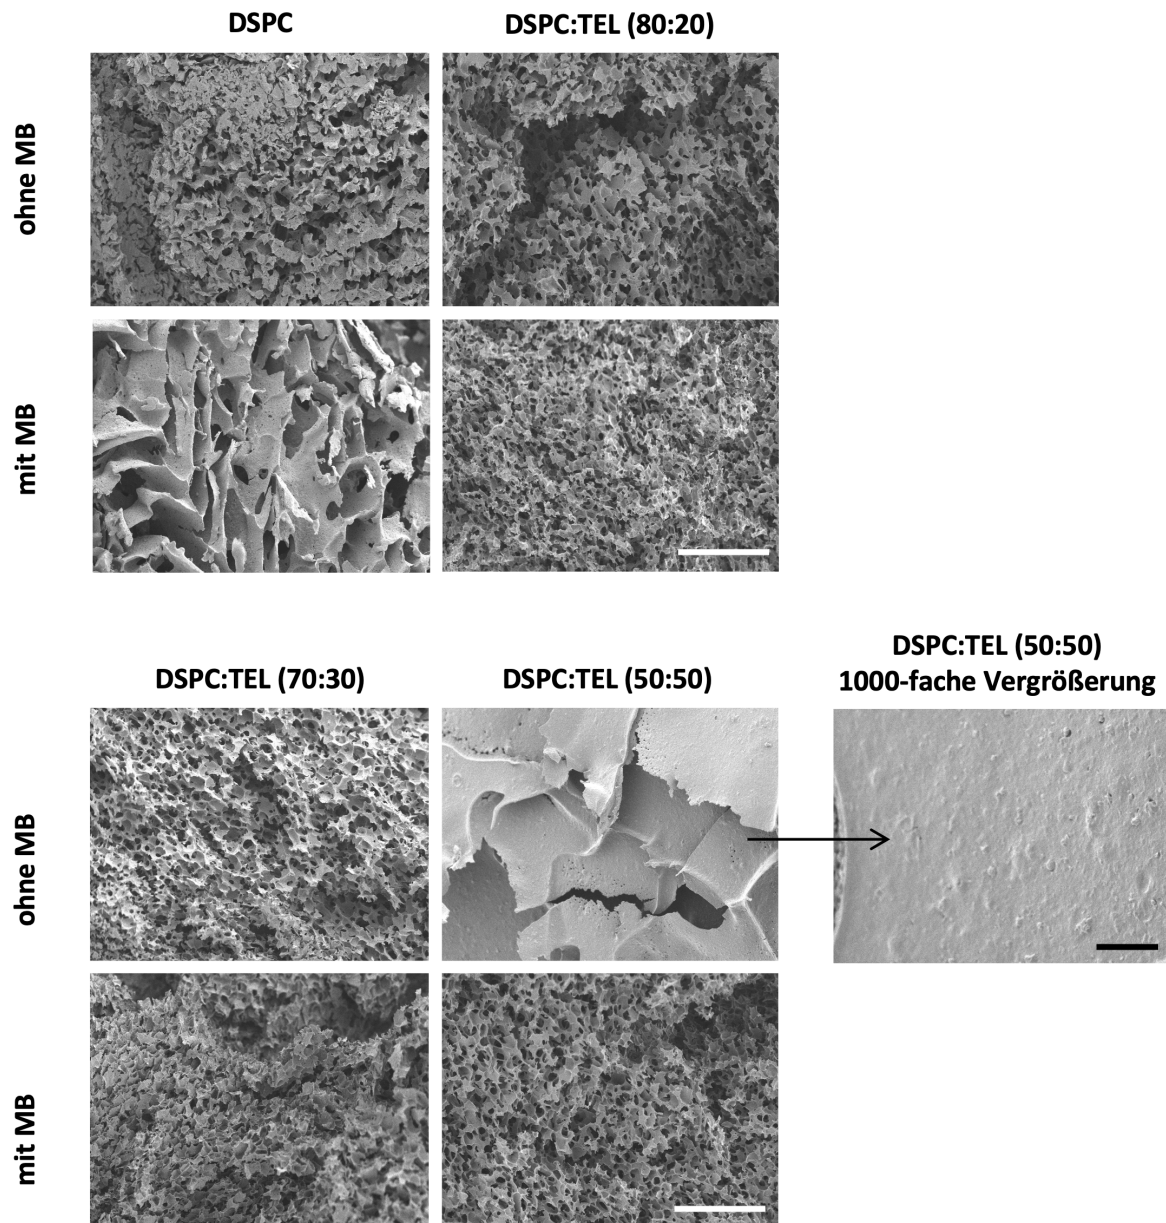 DSPC
DSPC:TEL (80:20)
ohne MB
mit MB
DSPC:TEL (70:30)
DSPC:TEL (50:50)
DSPC:TEL (50:50)
1000-fache Vergrößerung
ohne MB
mit MB